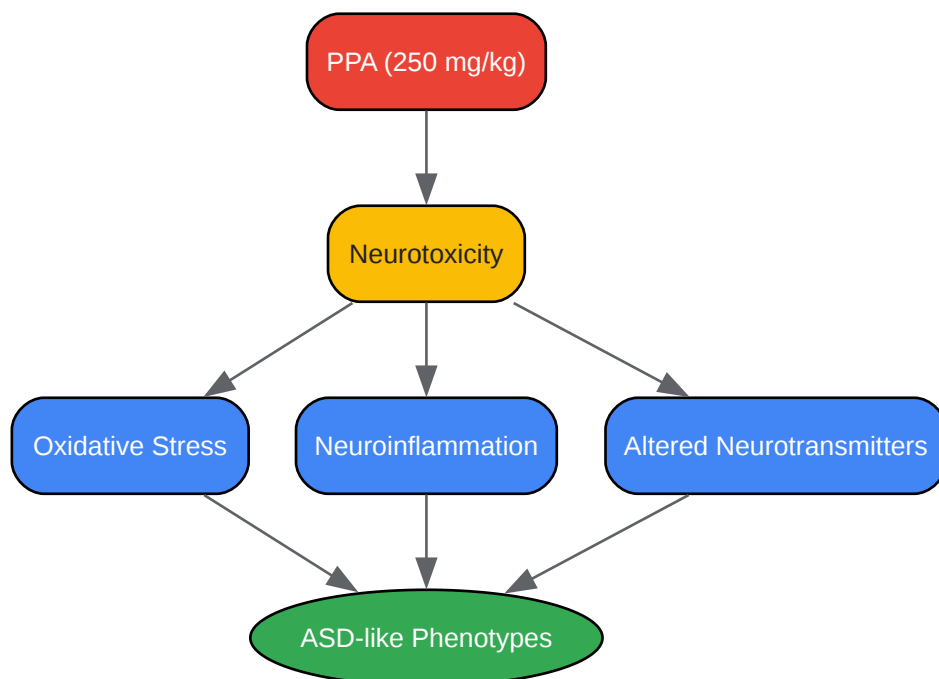 PPA (250 mg/kg)
Neurotoxicity
Oxidative Stress
Neuroinflammation
Altered Neurotransmitters
ASD-like Phenotypes